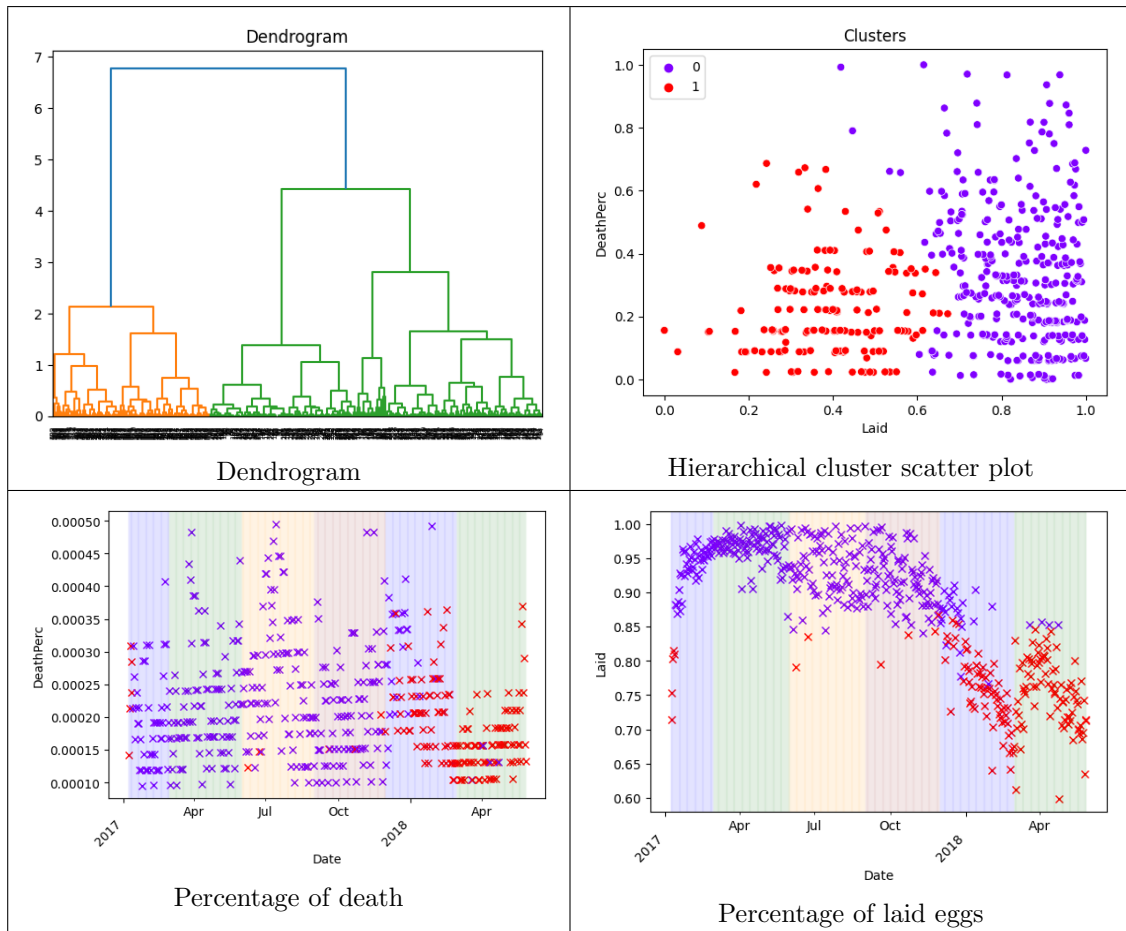 Dendrogram
7
6
5
4
3
2
1
0
Dendrogram
Clusters
0
1
1.0
0.8
0.6
0.4
0.2
0.0
DeathPerc
0.0 0.2 0.4 0.6 0.8 1.0
Laid
Hierarchical cluster scatter plot
0.00050
0.00045
0.00040
0.00035
0.00030
0.00025
0.00020
0.00015
0.00010
DeathPerc
2017 Apr Jul Oct 2018 Apr
Date
Percentage of death
1.00
0.95
0.90
0.85
0.80
0.75
0.70
0.65
0.60
Laid
2017 Apr Jul Oct 2018 Apr
Date
Percentage of laid eggs